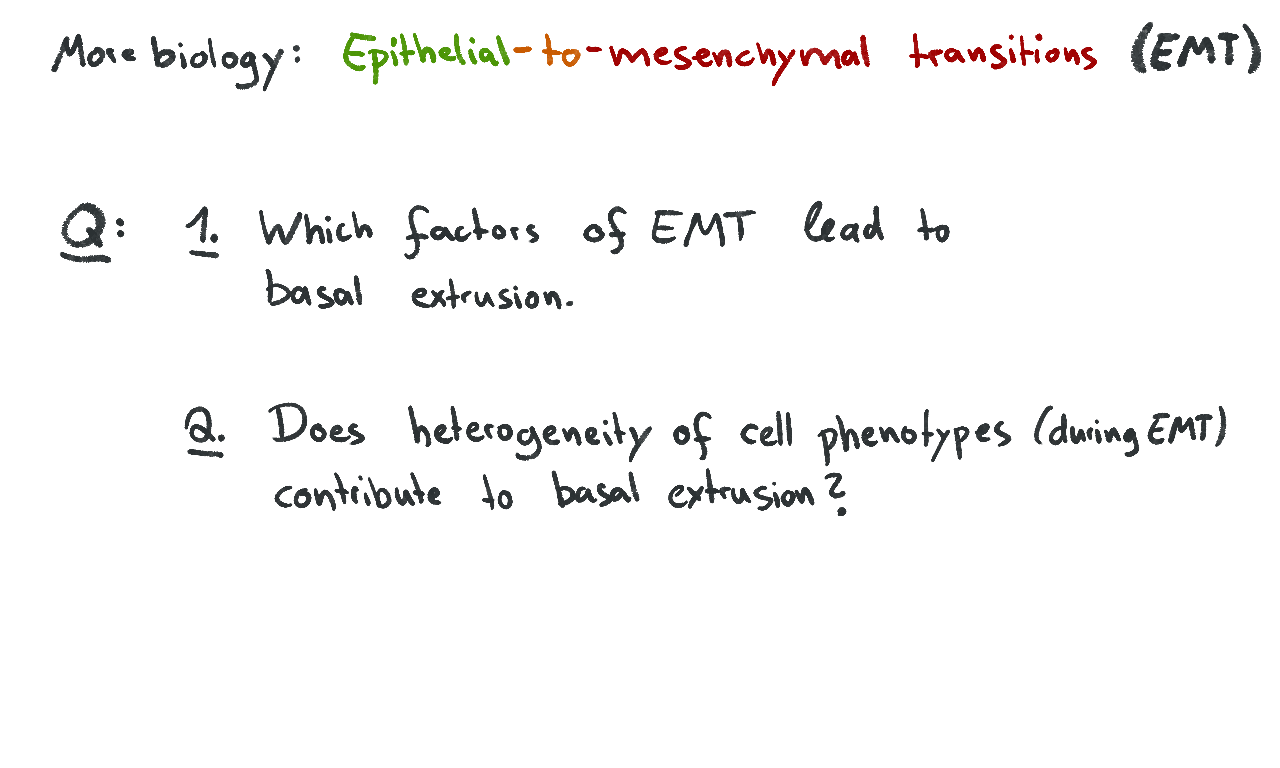 More biology: Epithelial-to-mesenchymal transitions (EMT)
Q: 1. Which factors of EMT lead to
basal extrusion.
2. Does heterogeneity of cell phenotypes (during EMT)
contribute to basal extrusion?